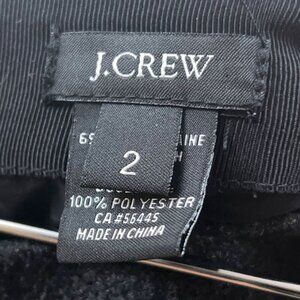 J.CREW
2
100% POLYESTER
CA #56445
MADE IN CHINA